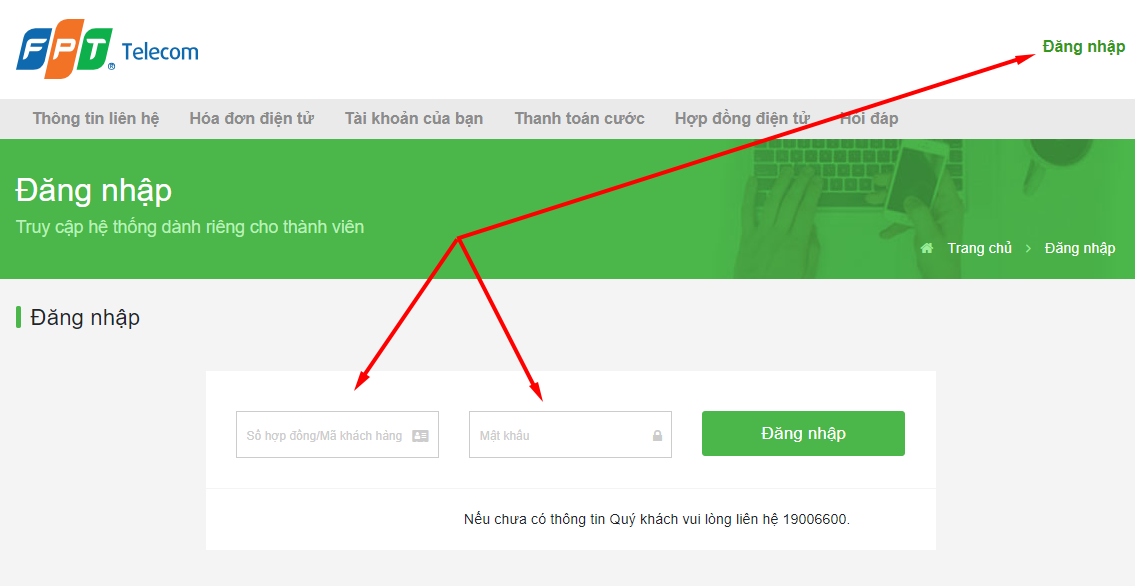 FPT® Telecom
Đăng nhập
Thông tin liên hệ Hóa đơn điện tử Tài khoản của bạn Thanh toán cước Hợp đồng điện tử Hỏi đáp
Đăng nhập
Truy cập hệ thống dành riêng cho thành viên
Trang chủ > Đăng nhập
Đăng nhập
Số hợp đồng/Mã khách hàng Mật khẩu Đăng nhập
Nếu chưa có thông tin Quý khách vui lòng liên hệ 19006600.